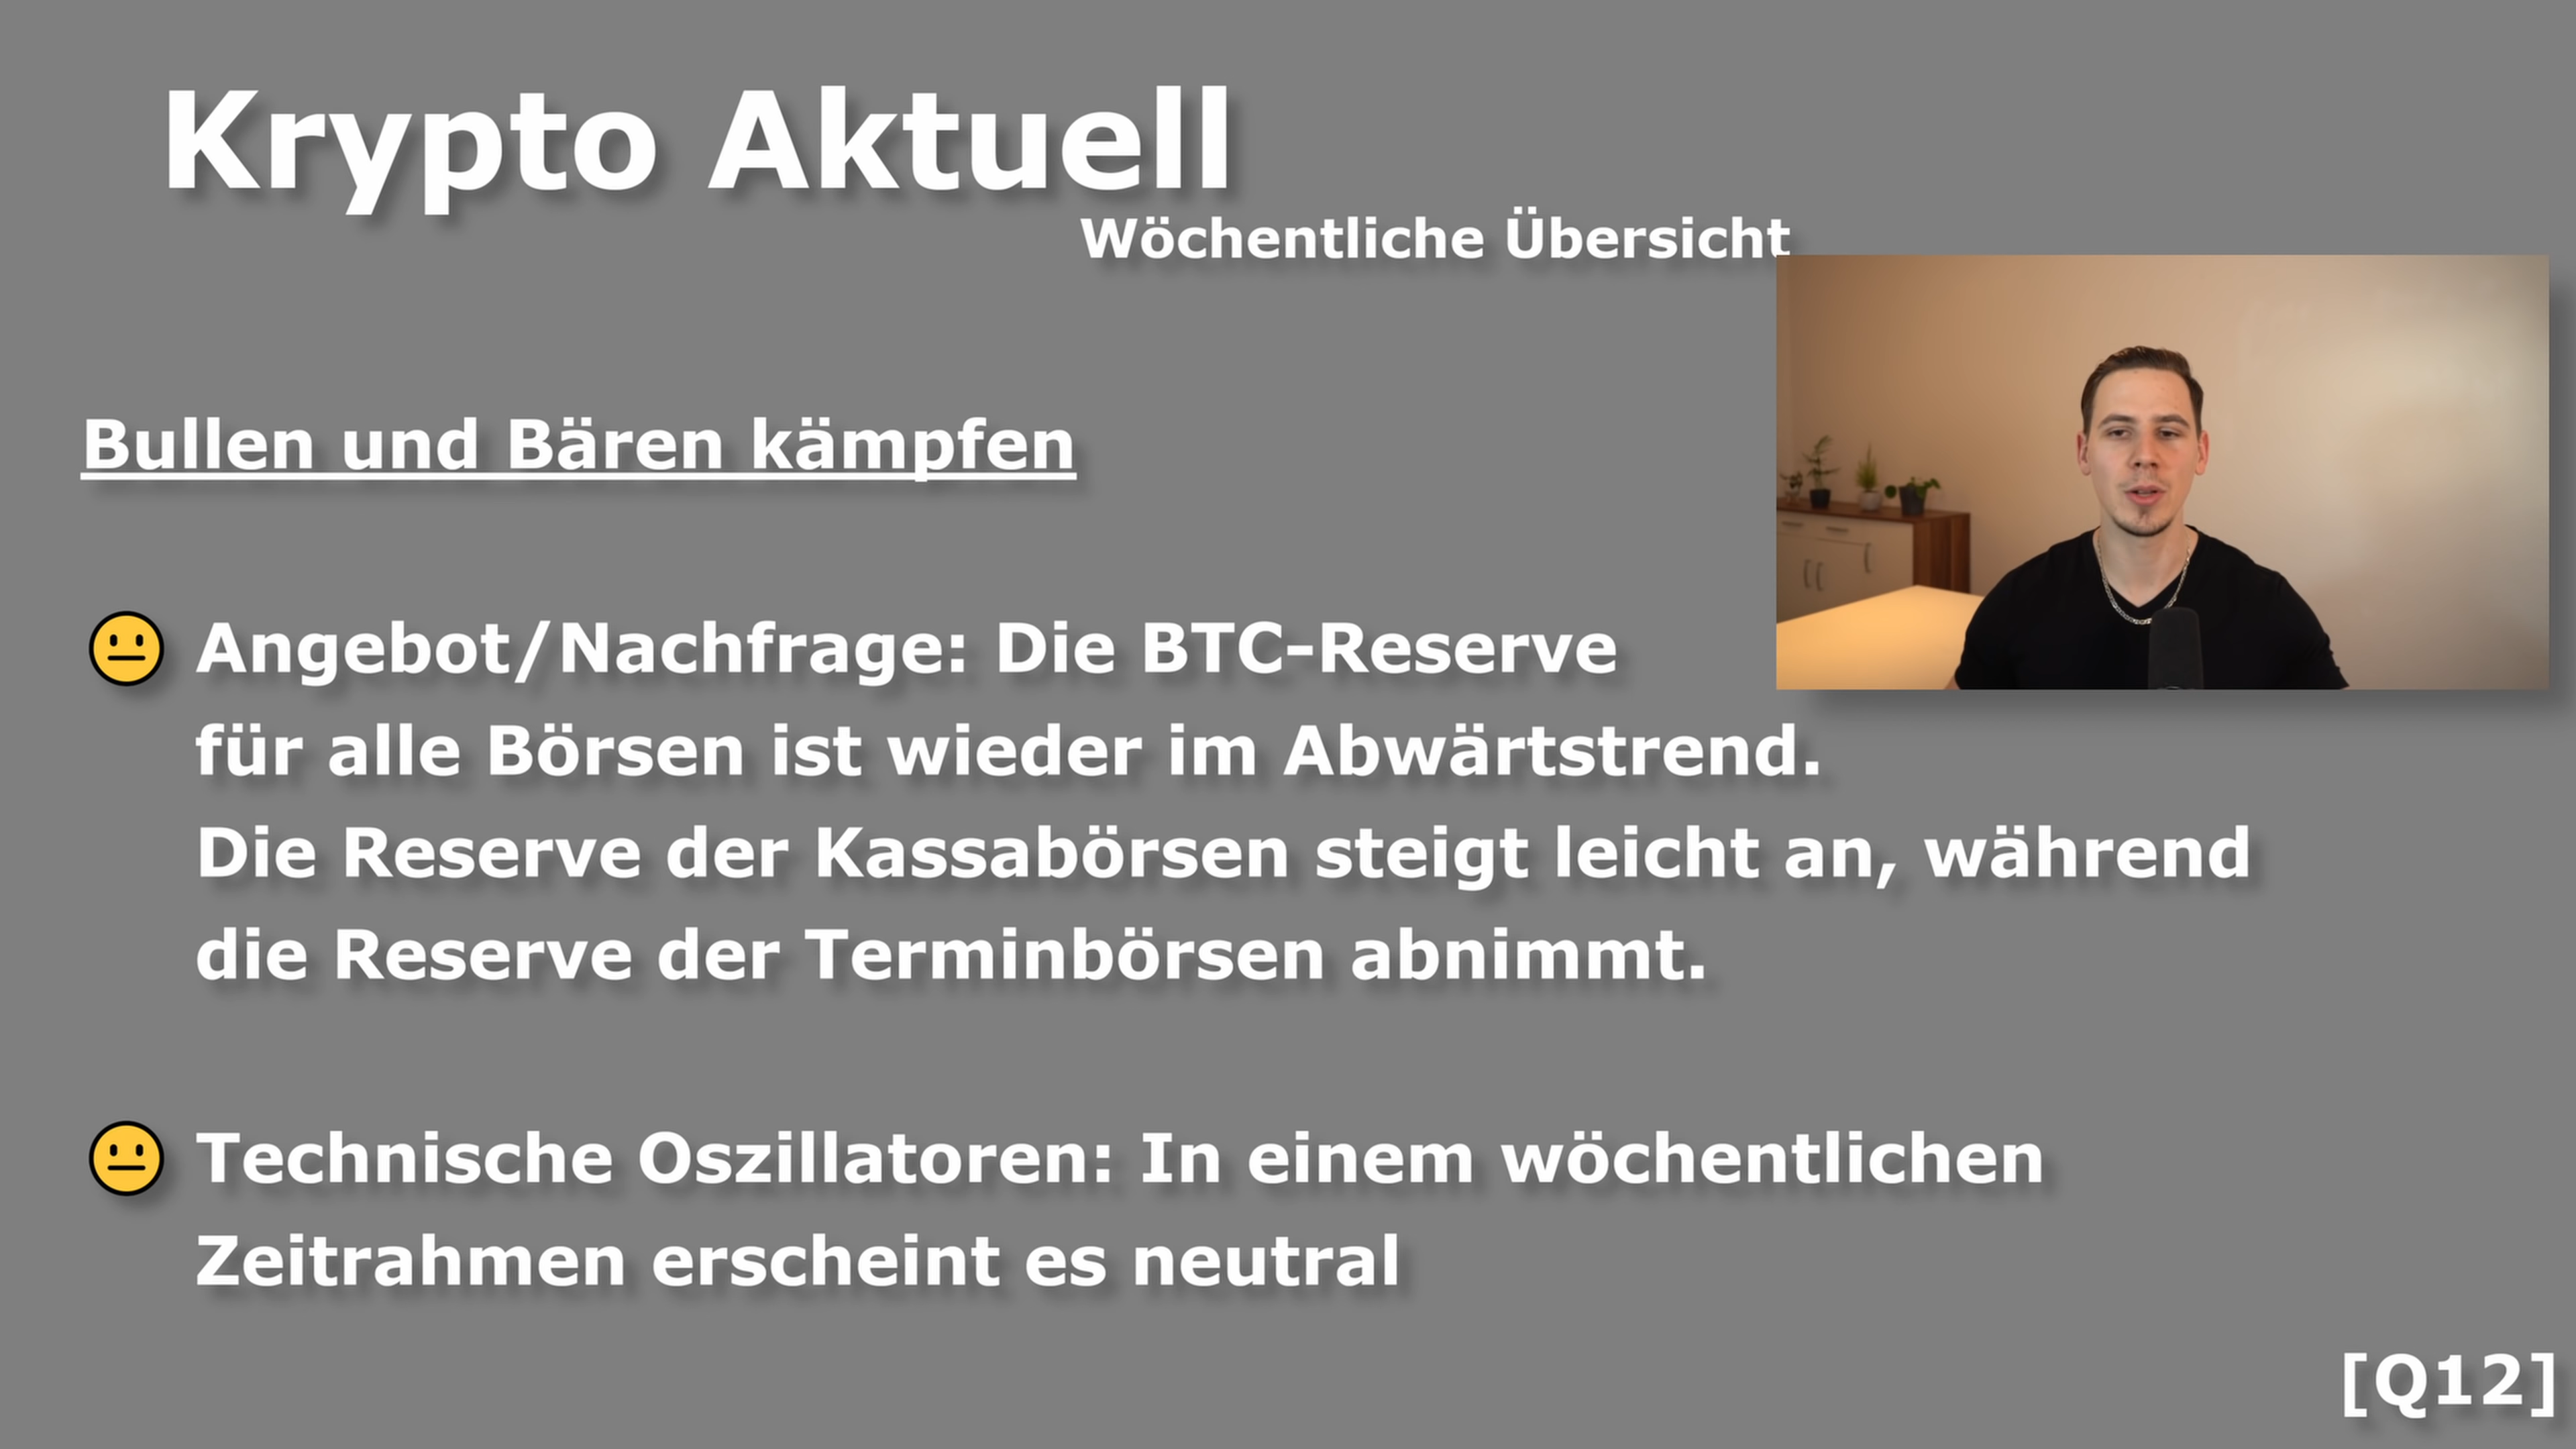 Krypto Aktuell
Wöchentliche Übersicht
Bullen und Bären kämpfen
Angebot/Nachfrage: Die BTC-Reserve
für alle Börsen ist wieder im Abwärtstrend.
Die Reserve der Kassabörsen steigt leicht an, während
die Reserve der Terminbörsen abnimmt.
Technische Oszillatoren: In einem wöchentlichen
Zeitrahmen erscheint es neutral
[Q12]